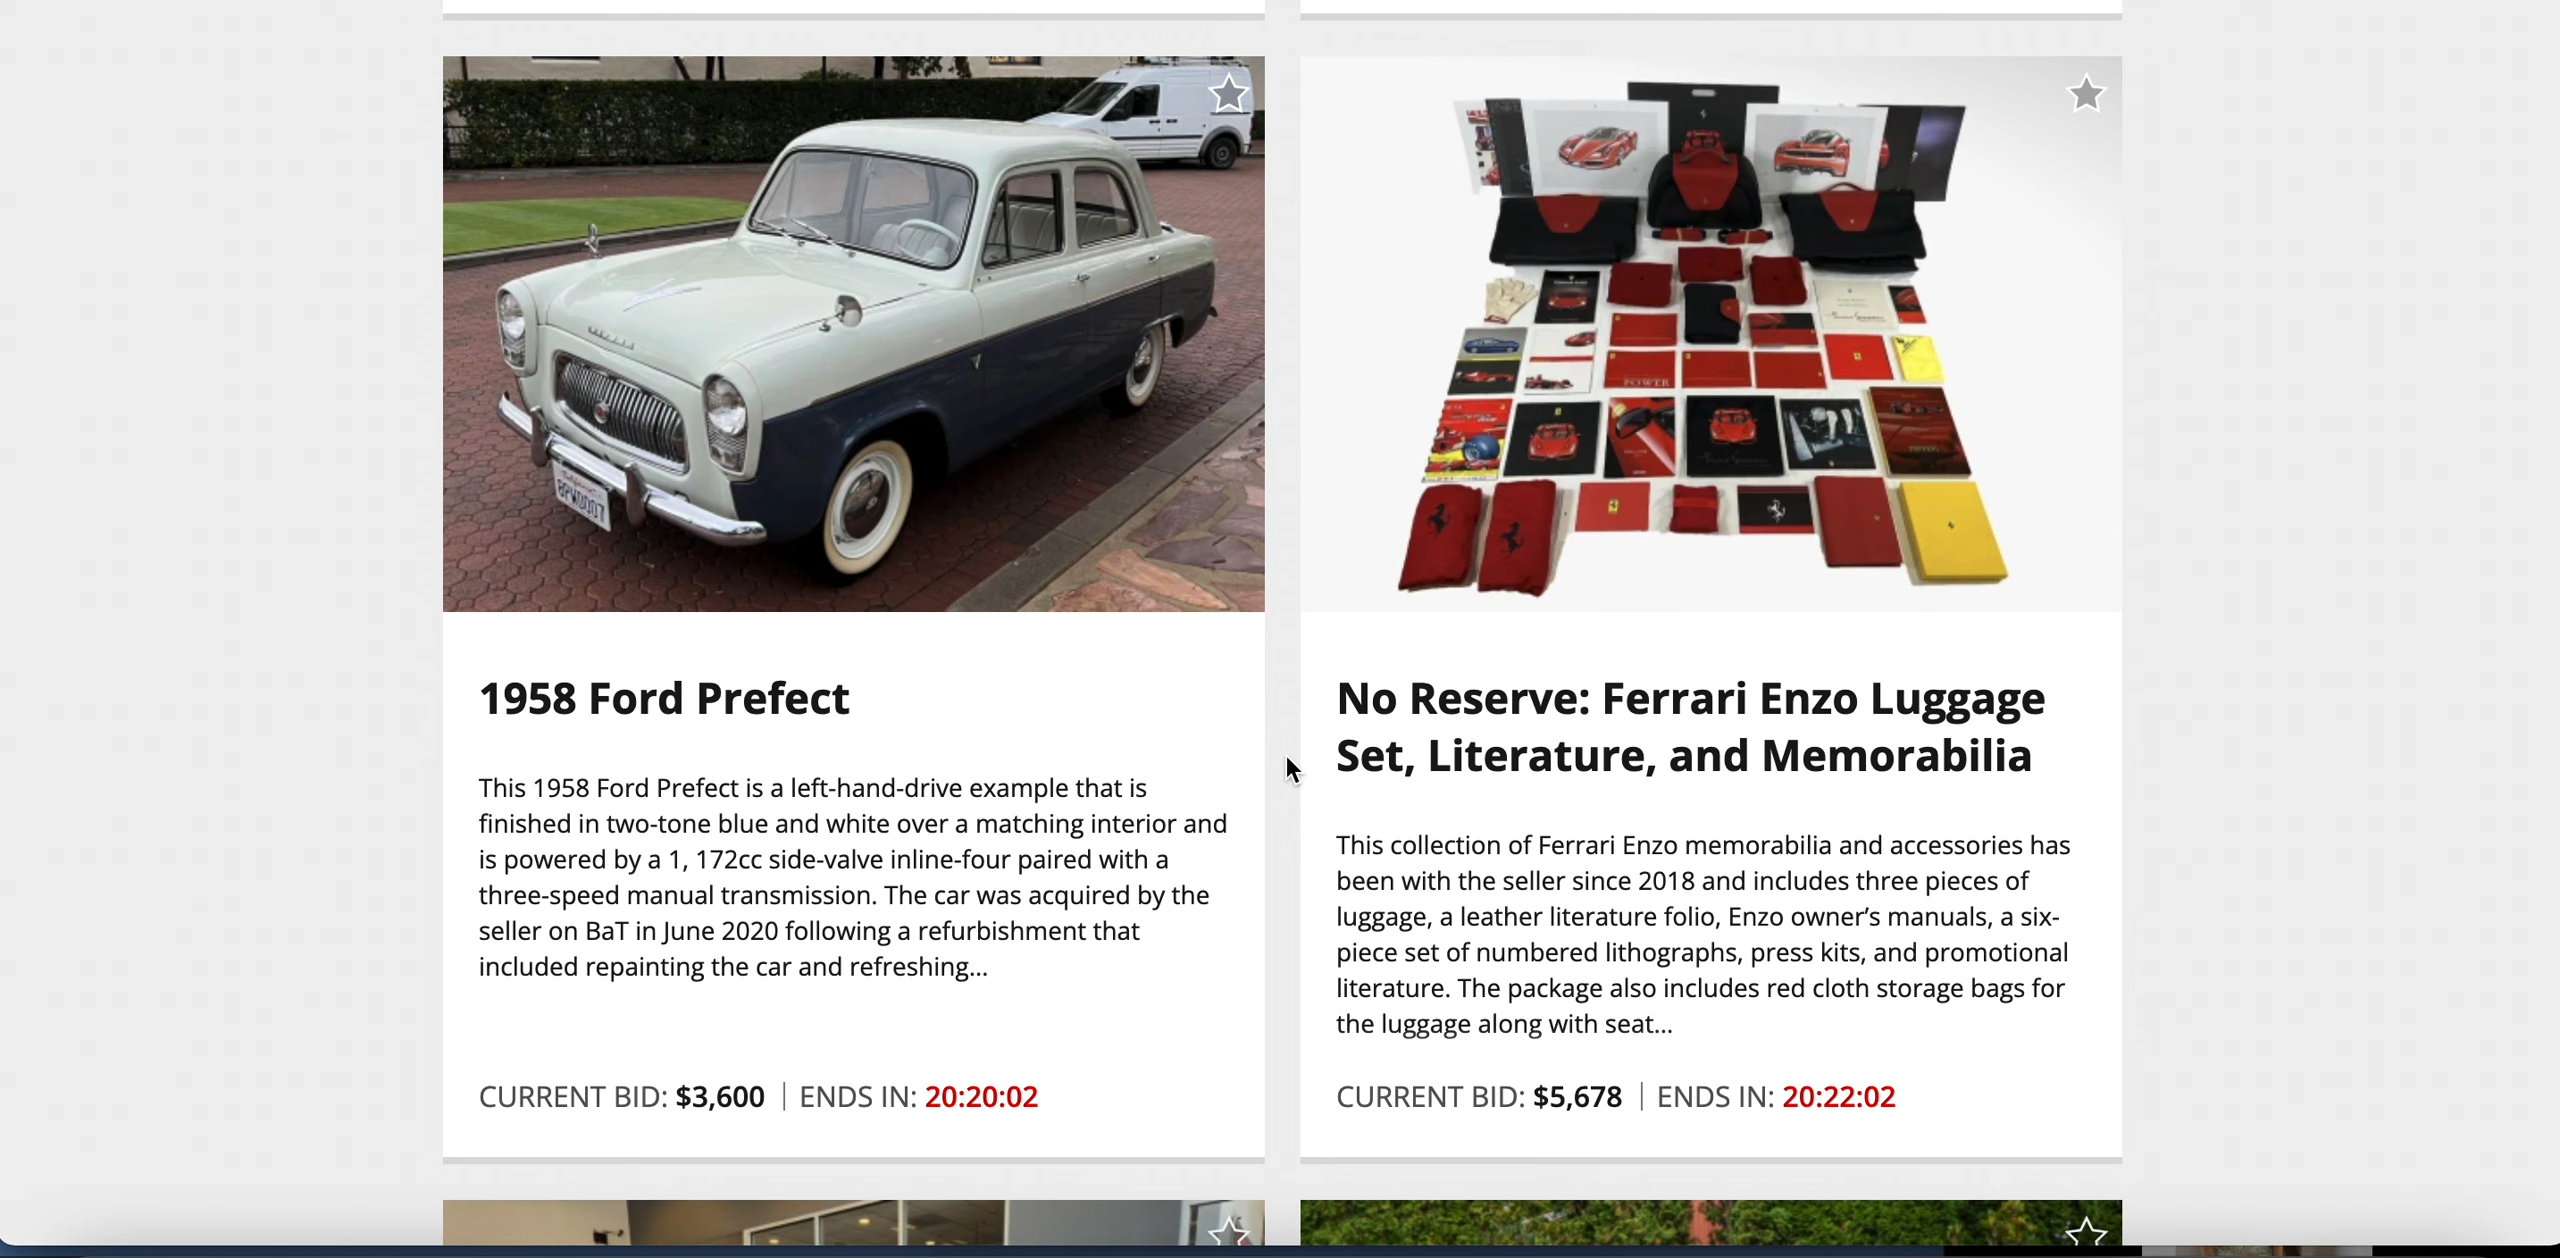 1958 Ford Prefect
This 1958 Ford Prefect is a left-hand-drive example that is
finished in two-tone blue and white over a matching interior and
is powered by a 1, 172cc side-valve inline-four paired with a
three-speed manual transmission. The car was acquired by the
seller on BaT in June 2020 following a refurbishment that
included repainting the car and refreshing...
CURRENT BID: $3,600 | ENDS IN: 20:20:02
POWER
No Reserve: Ferrari Enzo Luggage
Set, Literature, and Memorabilia
This collection of Ferrari Enzo memorabilia and accessories has
been with the seller since 2018 and includes three pieces of
luggage, a leather literature folio, Enzo owner’s manuals, a six-
piece set of numbered lithographs, press kits, and promotional
literature. The package also includes red cloth storage bags for
the luggage along with seat...
CURRENT BID: $5,678 | ENDS IN: 20:22:02